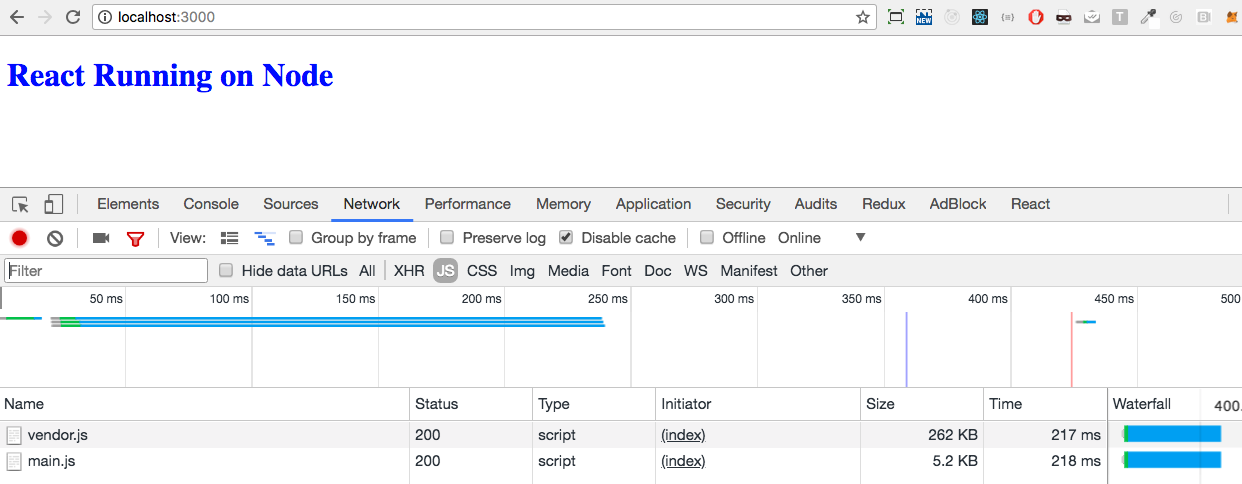 localhost:3000
NEW
T
B
React Running on Node
Elements Console Sources Network Performance Memory Application Security Audits Redux AdBlock React
View: Group by frame Preserve log Disable cache Offline Online
Filter Hide data URLs All XHR JS CSS Img Media Font Doc WS Manifest Other
50 ms 100 ms 150 ms 200 ms 250 ms 300 ms 350 ms 400 ms 450 ms 500
Name Status Type Initiator Size Time Waterfall 400.
vendor.js 200 script (index) 262 KB 217 ms
main.js 200 script (index) 5.2 KB 218 ms